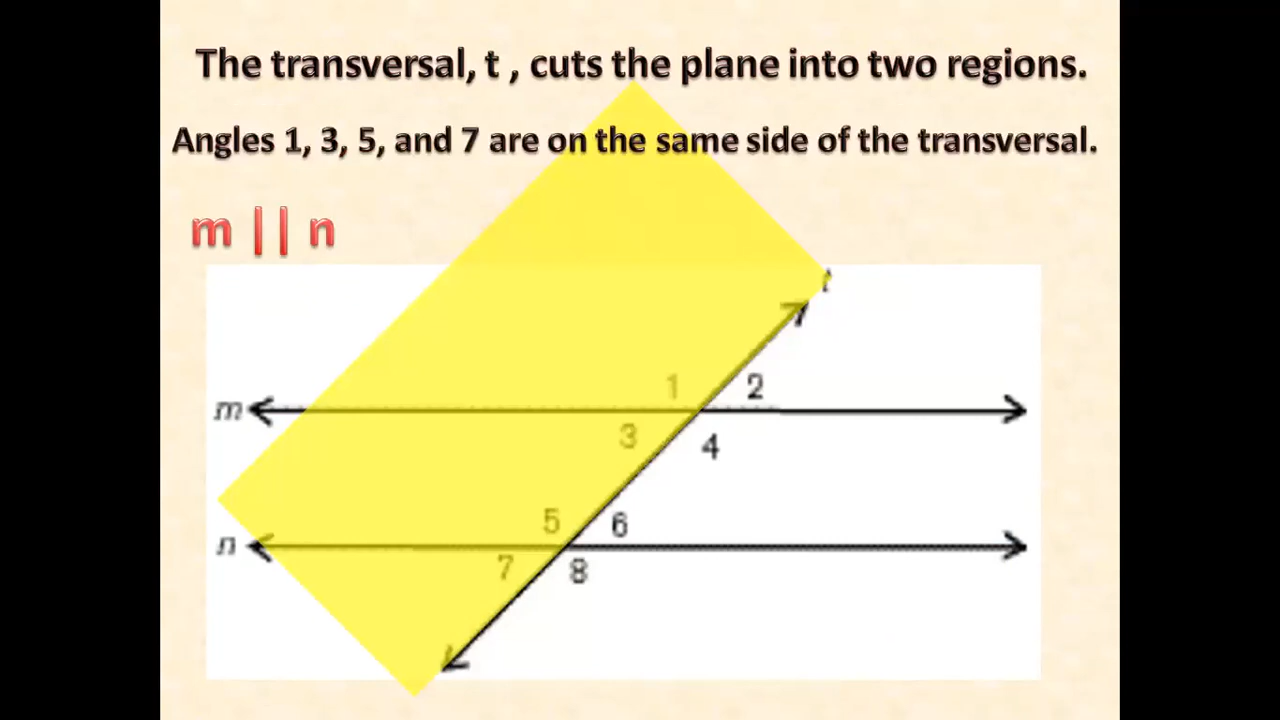 The transversal, t , cuts the plane into two regions.
Angles 1, 3, 5, and 7 are on the same side of the transversal.
m || n
t
1 2
m
3 4
5 6
n
7 8